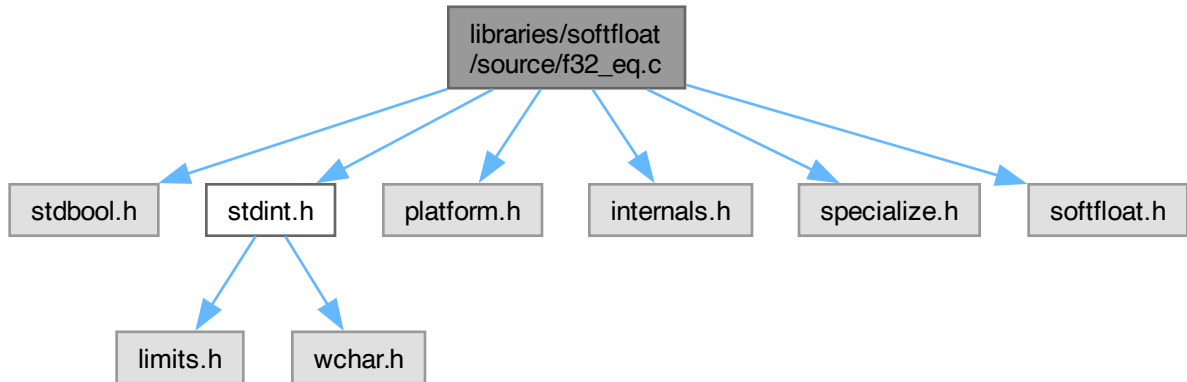 libraries/softfloat
/source/f32_eq.c
stdbool.h
stdint.h
platform.h
internals.h
specialize.h
softfloat.h
limits.h
wchar.h